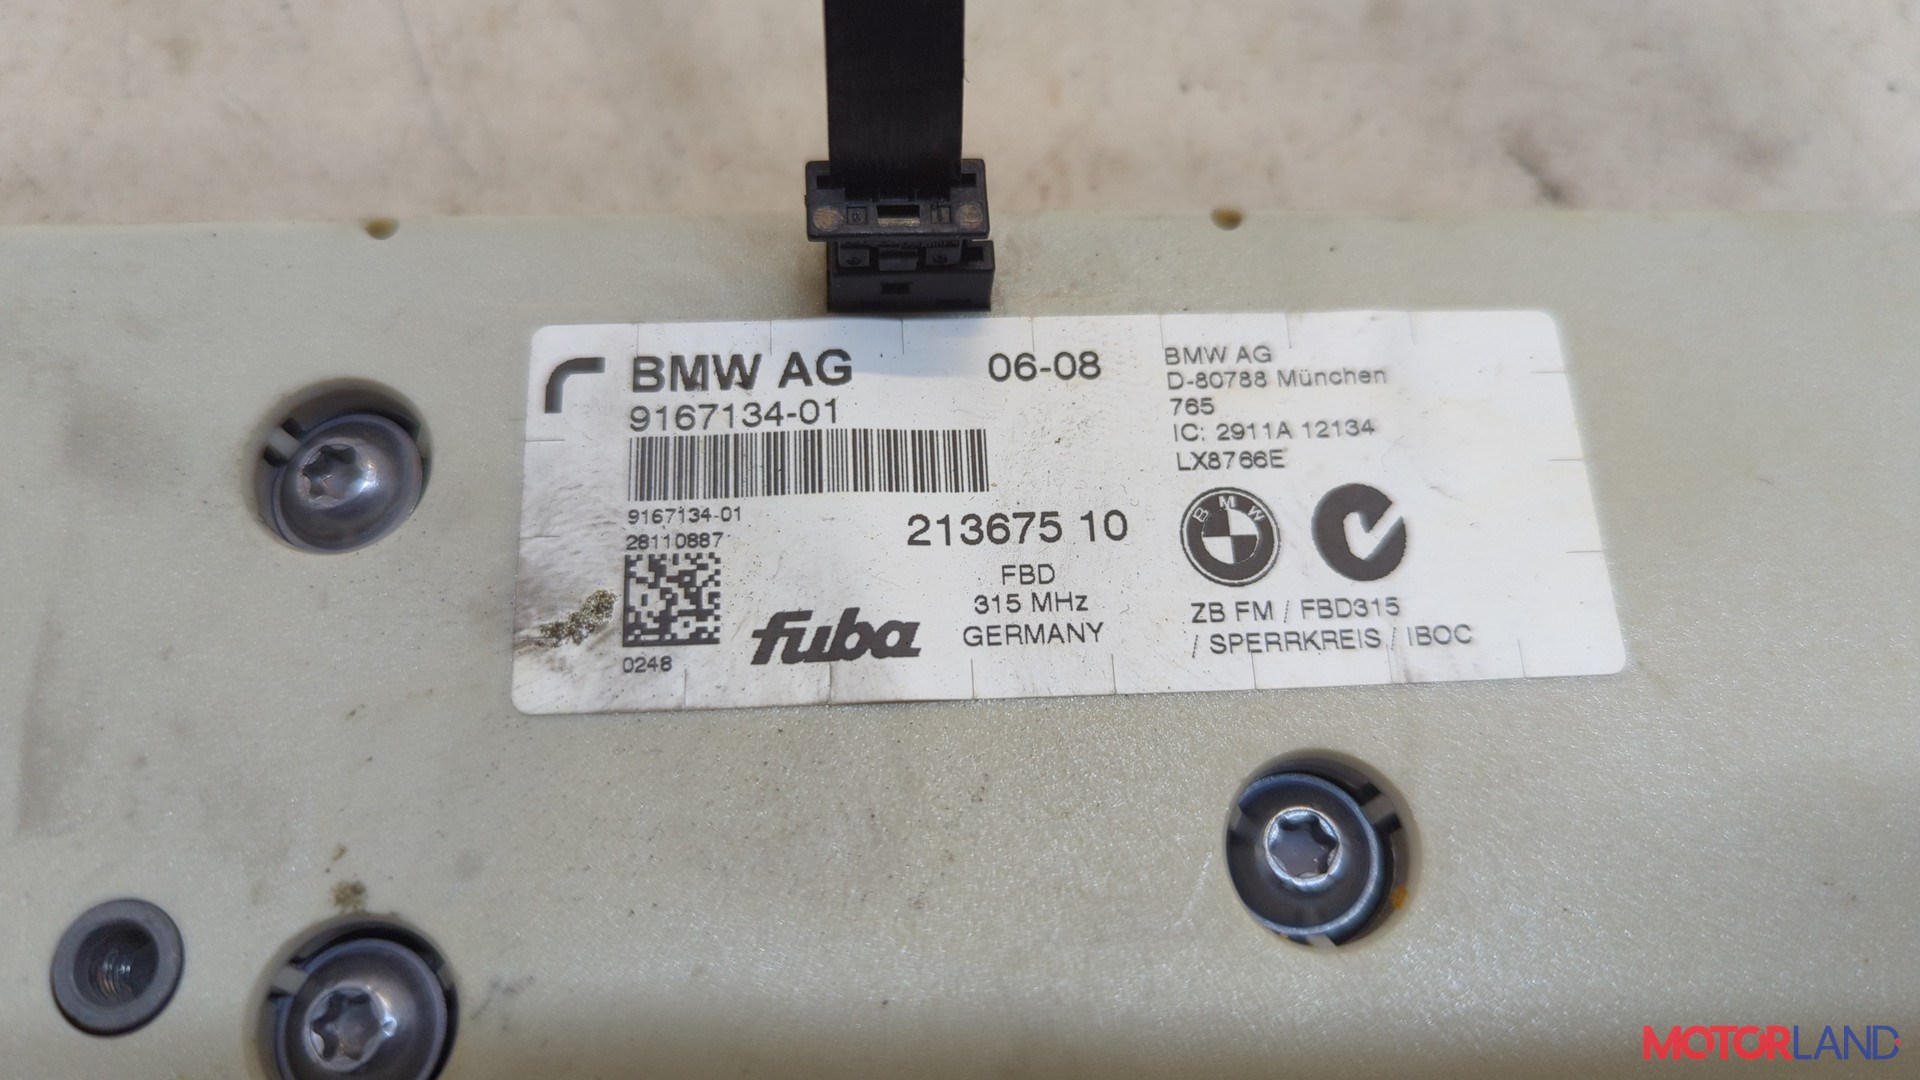 BMW AG
06-08
9167134-01
9167134-01
28110887
0248
fuba
213675 10
FBD
315 MHz
GERMANY
BMW AG
D-80788 München
765
IC: 2911A 12134
LX8766E
BMW
ZB FM / FBD315
/ SPERRKREIS / IBOC
MOTORLAND